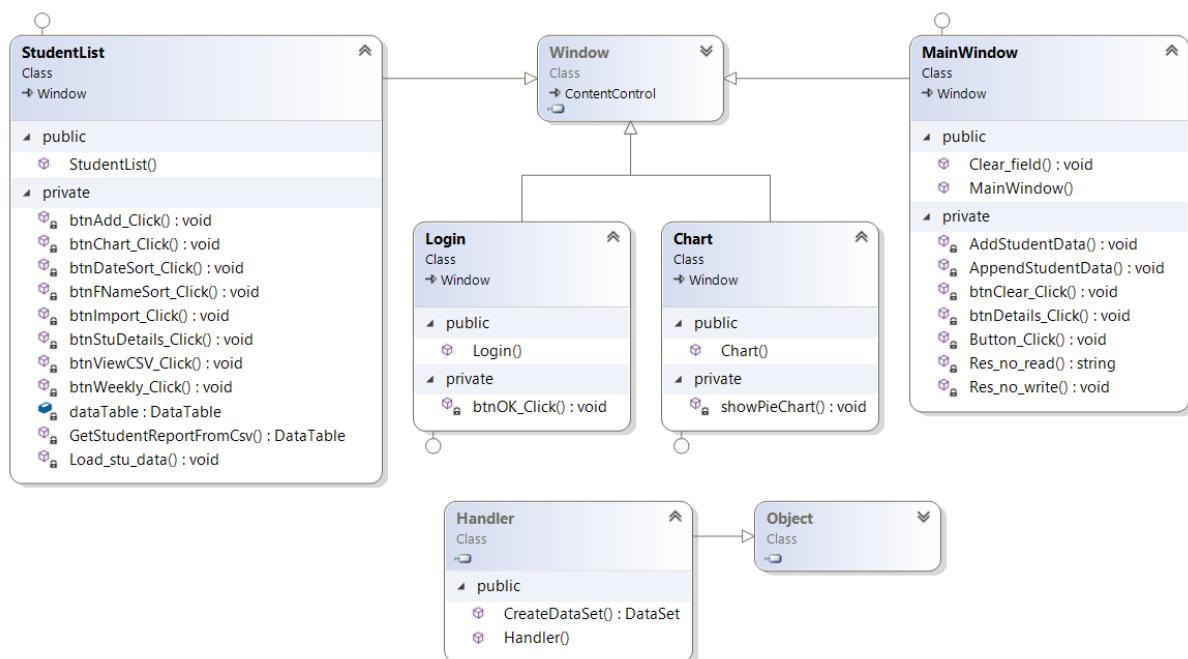 StudentList
Class
Window
public
StudentList()
private
btnAdd_Click() : void
btnChart_Click() : void
btnDateSort_Click() : void
btnFNameSort_Click() : void
btnImport_Click() : void
btnStuDetails_Click() : void
btnViewCSV_Click() : void
btnWeekly_Click() : void
dataTable : DataTable
GetStudentReportFromCsv() : DataTable
Load_stu_data() : void
Window
Class
ContentControl
MainWindow
Class
Window
public
Clear_field() : void
MainWindow()
private
AddStudentData() : void
AppendStudentData() : void
btnClear_Click() : void
btnDetails_Click() : void
Button_Click() : void
Res_no_read() : string
Res_no_write() : void
Login
Class
Window
public
Login()
private
btnOK_Click() : void
Chart
Class
Window
public
Chart()
private
showPieChart() : void
Handler
Class
public
CreateDataSet() : DataSet
Handler()
Object
Class